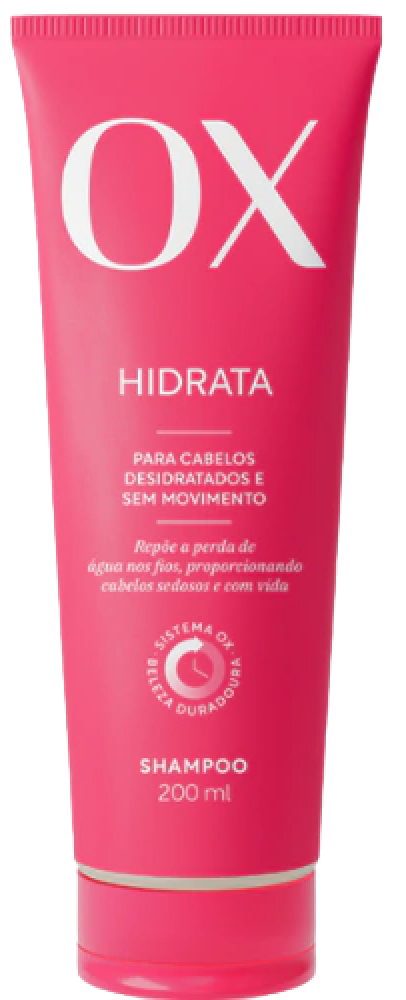 OX
HIDRATA
PARA CABELOS
DESIDRATADOS E
SEM MOVIMENTO
Repõe a perda de
água nos fios, proporcionando
cabelos sedosos e com vida
SISTEMA OX
BELEZA DURADOURA
SHAMPOO
200 ml